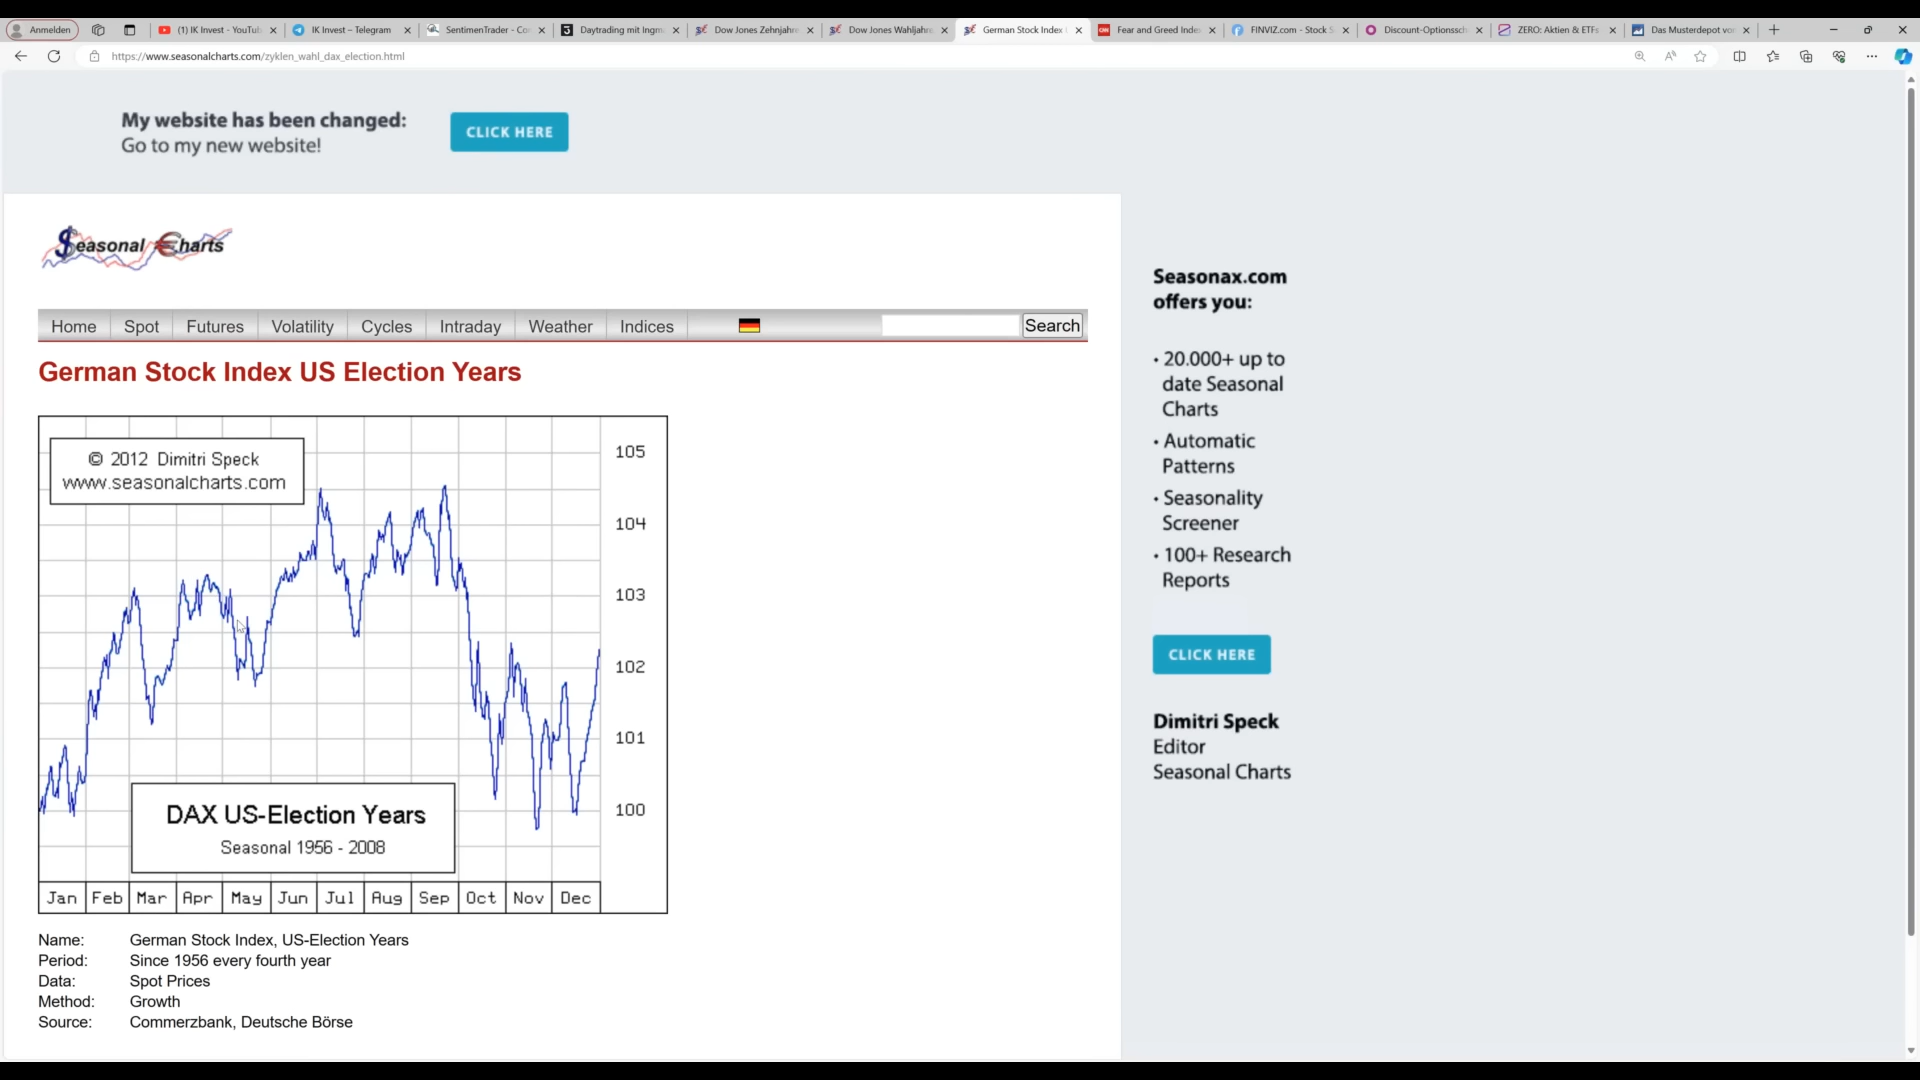 Anmelden
(1) IK Invest - YouTu
IK Invest – Telegram
SentimenTrader - Co
Daytrading mit Ingm
Dow Jones Zehnjahre
Dow Jones Wahljahr
German Stock Index
Fear and Greed Inde
FINVIZ.com - Stock S
Discount-Optionssch
ZERO: Aktien & ETFs
Das Musterdepot vo
https://www.seasonalcharts.com/zyklen_wahl_dax_election.html
My website has been changed:
Go to my new website!
CLICK HERE
$easonal €harts
Home
Spot
Futures
Volatility
Cycles
Intraday
Weather
Indices
Search
German Stock Index US Election Years
© 2012 Dimitri Speck
www.seasonalcharts.com
105
104
103
102
101
100
DAX US-Election Years
Seasonal 1956 - 2008
Jan Feb Mar Apr May Jun Jul Aug Sep Oct Nov Dec
Name: German Stock Index, US-Election Years
Period: Since 1956 every fourth year
Data: Spot Prices
Method: Growth
Source: Commerzbank, Deutsche Börse
Seasonax.com
offers you:
• 20.000+ up to
date Seasonal
Charts
• Automatic
Patterns
• Seasonality
Screener
• 100+ Research
Reports
CLICK HERE
Dimitri Speck
Editor
Seasonal Charts